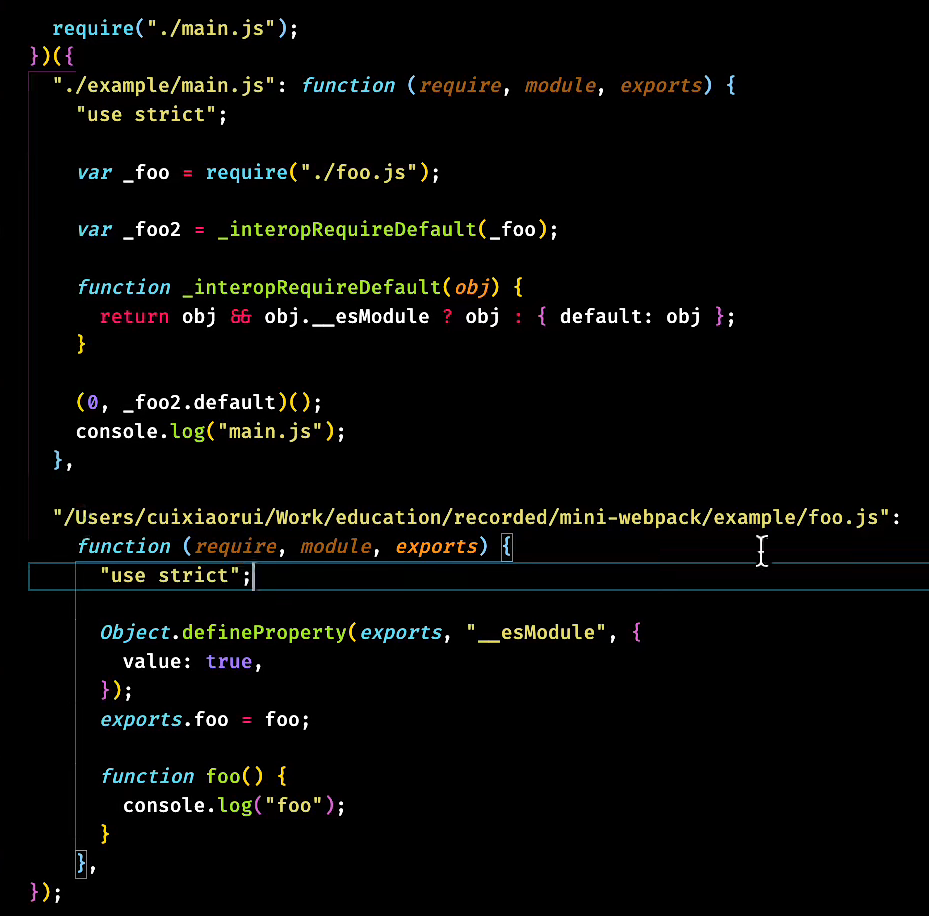 require("./main.js");
})({
"./example/main.js": function (require, module, exports) {
"use strict";
var _foo = require("./foo.js");
var _foo2 = _interopRequireDefault(_foo);
function _interopRequireDefault(obj) {
return obj && obj.__esModule ? obj : { default: obj };
}
(0, _foo2.default)();
console.log("main.js");
},
"/Users/cuixiaorui/Work/education/recorded/mini-webpack/example/foo.js":
function (require, module, exports) {
"use strict";
Object.defineProperty(exports, "__esModule", {
value: true,
});
exports.foo = foo;
function foo() {
console.log("foo");
}
},
});